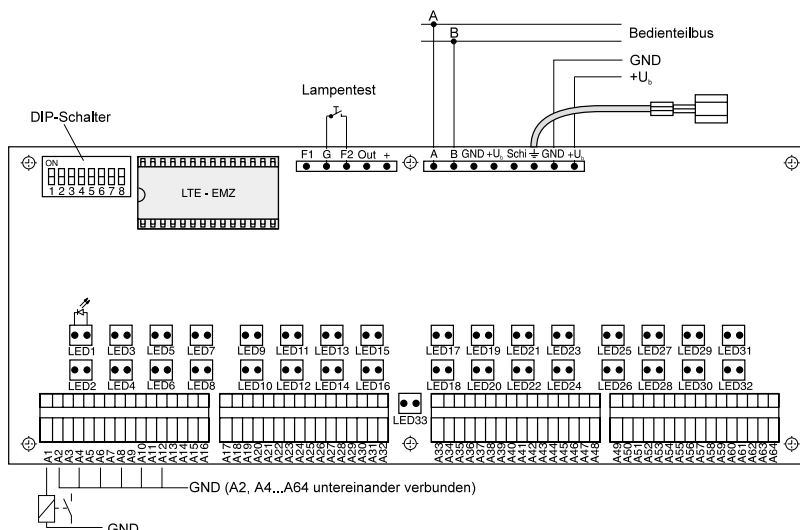 A
B
Bedienteilbus
GND
+Ub
Lampentest
DIP-Schalter
F1 G F2 Out +
A B GND +Ub Schi GND +Ub
ON
1 2 3 4 5 6 7 8
LTE - EMZ
LED1 LED3 LED5 LED7 LED9 LED11 LED13 LED15 LED17 LED19 LED21 LED23 LED25 LED27 LED29 LED31
LED2 LED4 LED6 LED8 LED10 LED12 LED14 LED16 LED18 LED20 LED22 LED24 LED26 LED28 LED30 LED32
LED33
A1 A2 A3 A4 A5 A6 A7 A8 A9 A10 A11 A12 A13 A14 A15 A16 A17 A18 A19 A20 A21 A22 A23 A24 A25 A26 A27 A28 A29 A30 A31 A32 A33 A34 A35 A36 A37 A38 A39 A40 A41 A42 A43 A44 A45 A46 A47 A48 A49 A50 A51 A52 A53 A54 A55 A56 A57 A58 A59 A60 A61 A62 A63 A64
GND (A2, A4...A64 untereinander verbunden)
GND